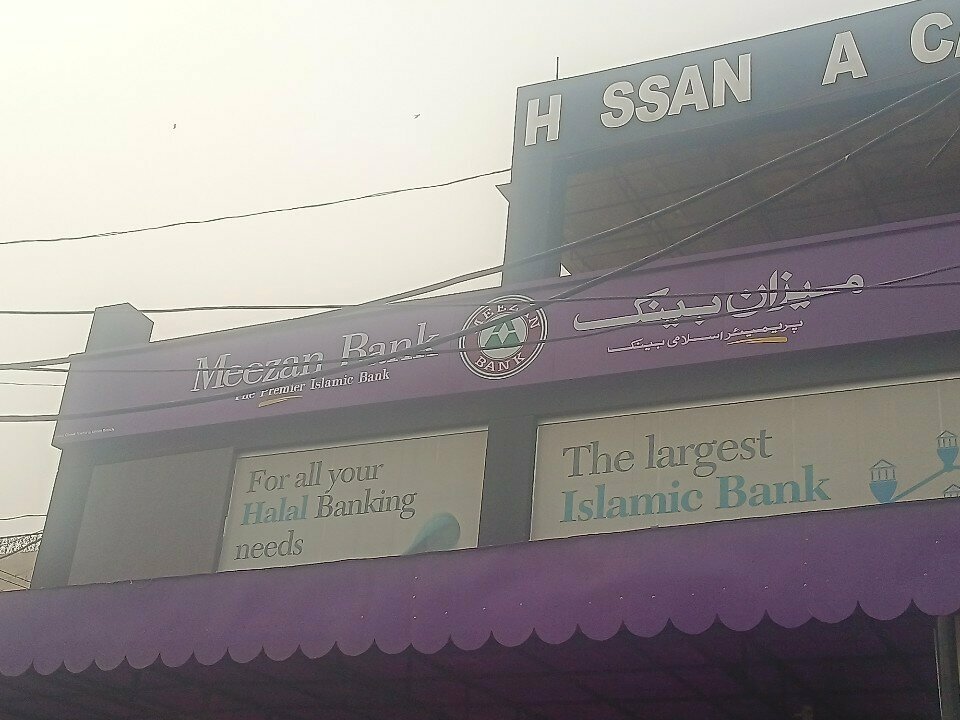 H SSAN A CA
Meezan Bank
The Premier Islamic Bank
MEEZAN
BANK
میزان بینک
پریمیئر اسلامی بینک
For all your
Halal Banking
needs
The largest
Islamic Bank